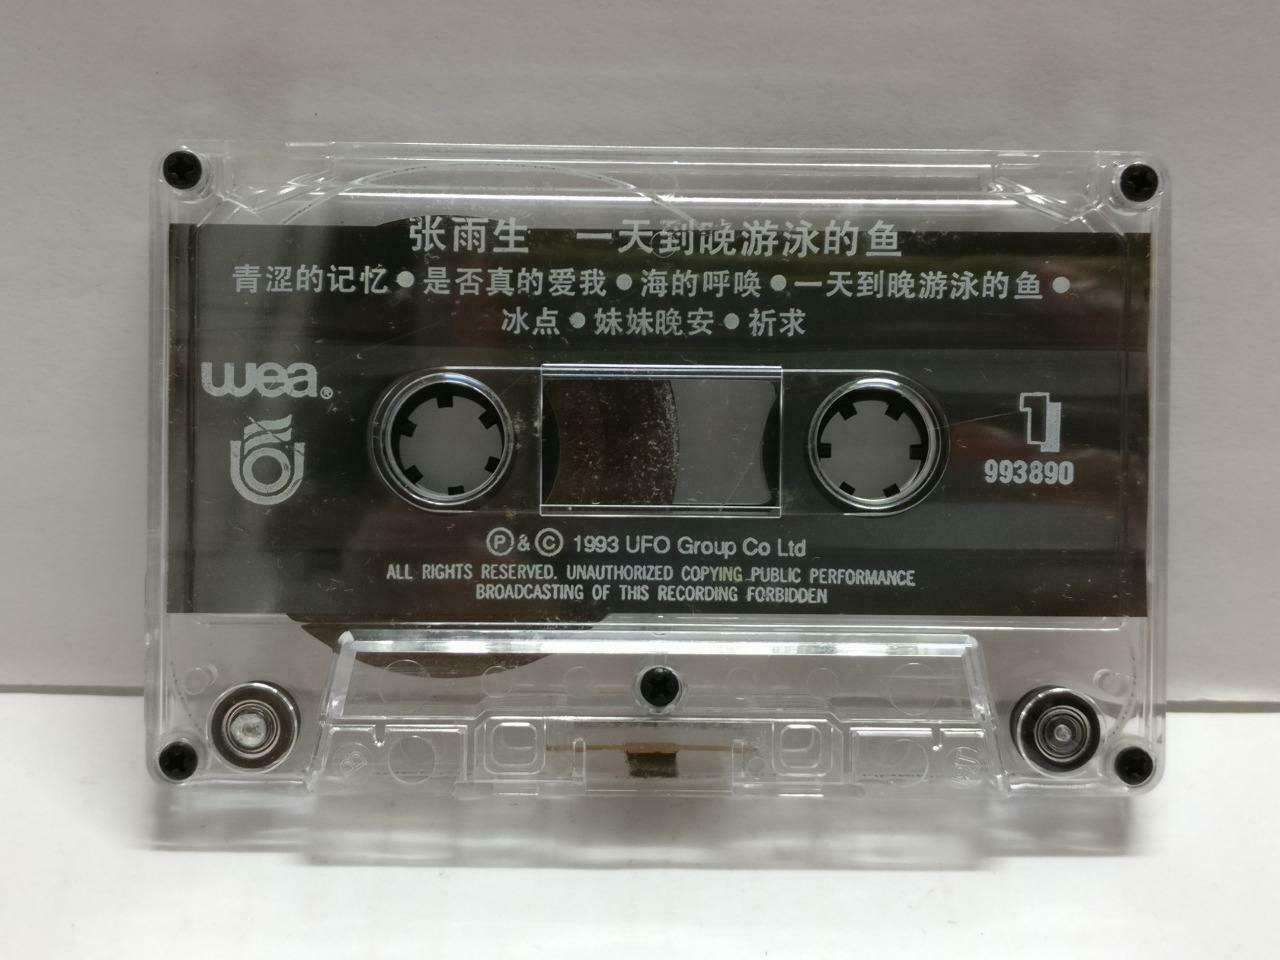 张雨生 一天到晚游泳的鱼
青涩的记忆●是否真的爱我●海的呼唤●一天到晚游泳的鱼●
冰点●妹妹晚安●祈求
wea®
1
993890
Ⓟ & © 1993 UFO Group Co Ltd
ALL RIGHTS RESERVED. UNAUTHORIZED COPYING PUBLIC PERFORMANCE
BROADCASTING OF THIS RECORDING FORBIDDEN